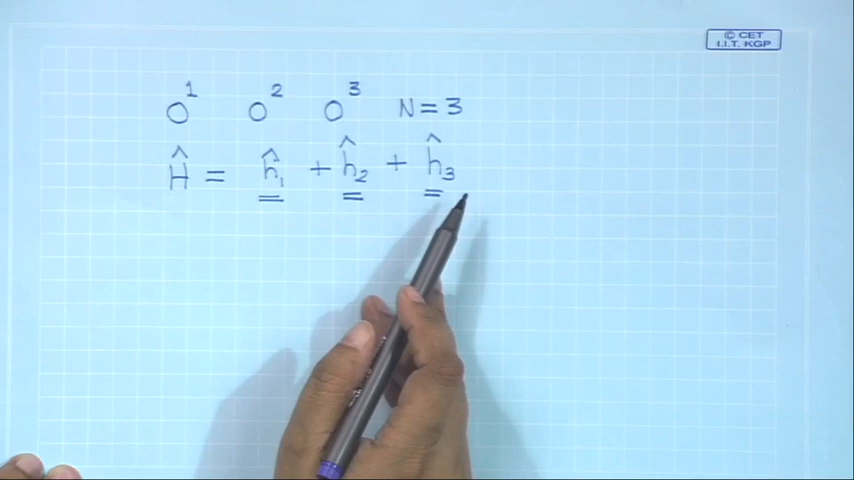 © CET
I.I.T. KGP
O¹ O² O³ N = 3
Ĥ = ĥ₁ + ĥ₂ + ĥ₃